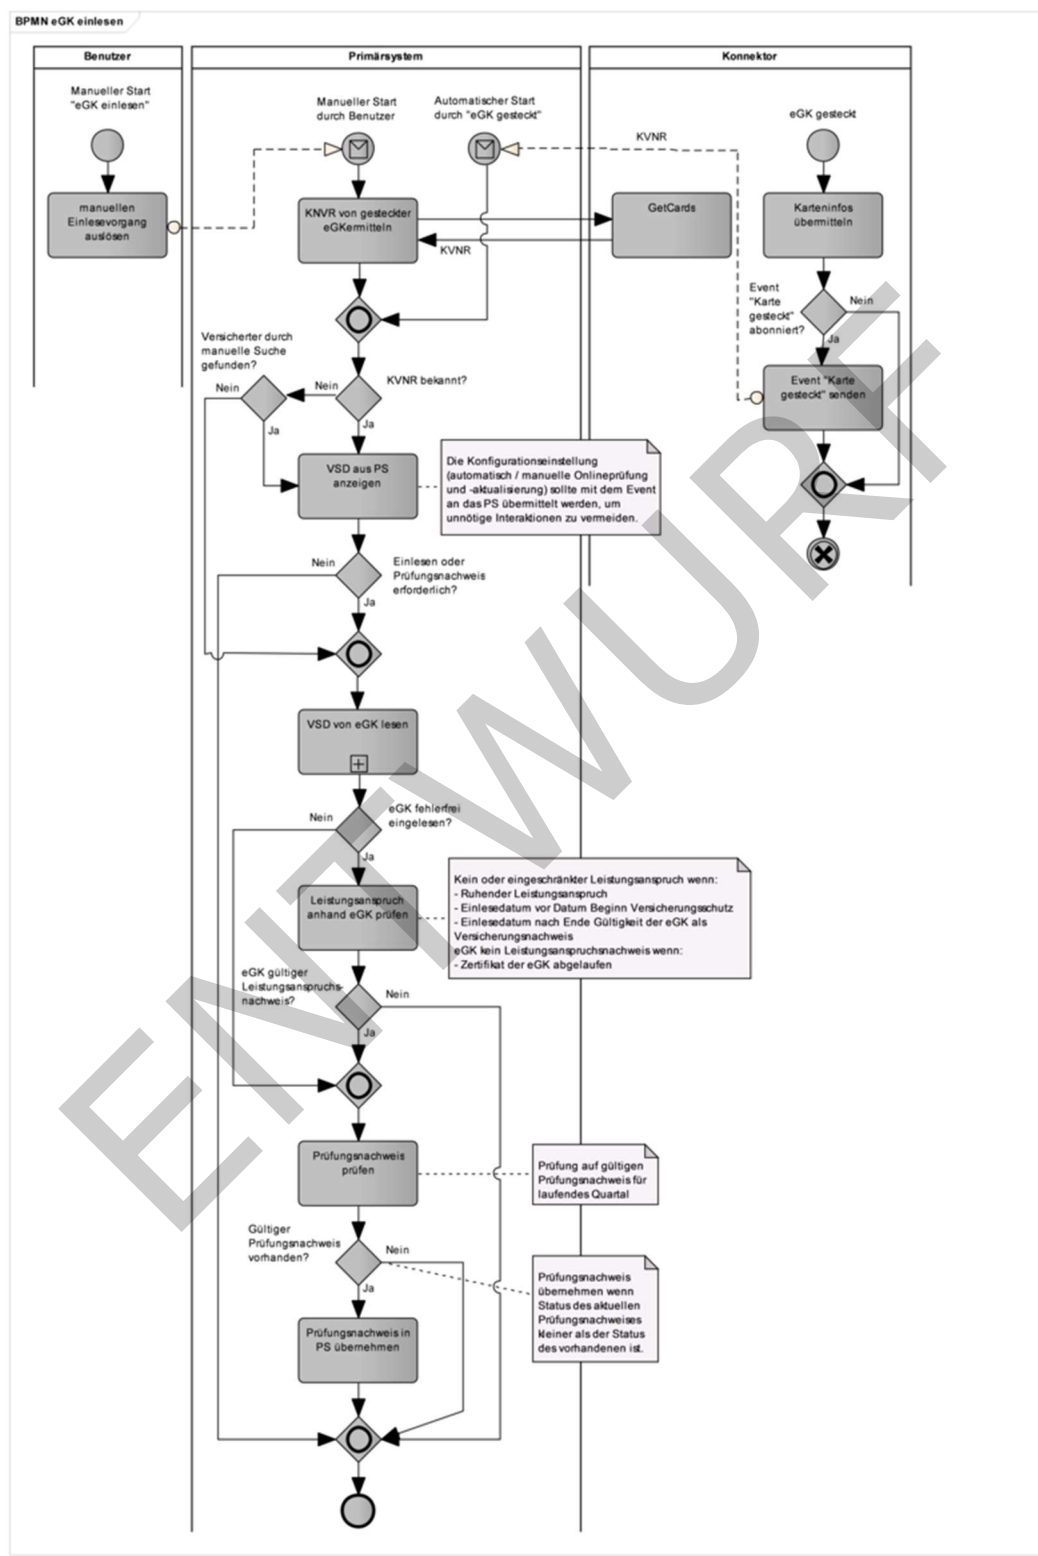 BPMN eGK einlesen
Benutzer
Primärsystem
Konnektor
Manueller Start
"eGK einlesen"
Manueller Start
durch Benutzer
Automatischer Start
durch "eGK gesteckt"
KVNR
eGK gesteckt
manuellen
Einlesevorgang
auslösen
KNVR von gesteckter
eGKermitteln
KVNR
GetCards
Karteninfos
übermitteln
Event
"Karte
gesteckt"
abonniert?
Nein
Ja
Versicherter durch
manuelle Suche
gefunden?
Nein
Ja
Nein
KVNR bekannt?
Ja
Event "Karte
gesteckt" senden
VSD aus PS
anzeigen
Die Konfigurationseinstellung
(automatisch / manuelle Onlineprüfung
und -aktualisierung) sollte mit dem Event
an das PS übermittelt werden, um
unnötige Interaktionen zu vermeiden.
Nein
Einlesen oder
Prüfungsnachweis
erforderlich?
Ja
VSD von eGK lesen
Nein
eGK fehlerfrei
eingelesen?
Ja
Leistungsanspruch
anhand eGK prüfen
Kein oder eingeschränkter Leistungsanspruch wenn:
- Ruhender Leistungsanspruch
- Einlesedatum vor Datum Beginn Versicherungsschutz
- Einlesedatum nach Ende Gültigkeit der eGK als
Versicherungsnachweis
eGK kein Leistungsanspruchsnachweis wenn:
- Zertifikat der eGK abgelaufen
eGK gültiger
Leistungsanspruchs-
nachweis?
Nein
Ja
Prüfungsnachweis
prüfen
Prüfung auf gültigen
Prüfungsnachweis für
laufendes Quartal
Gültiger
Prüfungsnachweis
vorhanden?
Nein
Ja
Prüfungsnachweis
übernehmen wenn
Status des aktuellen
Prüfungsnachweises
kleiner als der Status
des vorhandenen ist.
Prüfungsnachweis in
PS übernehmen
ENTWURF